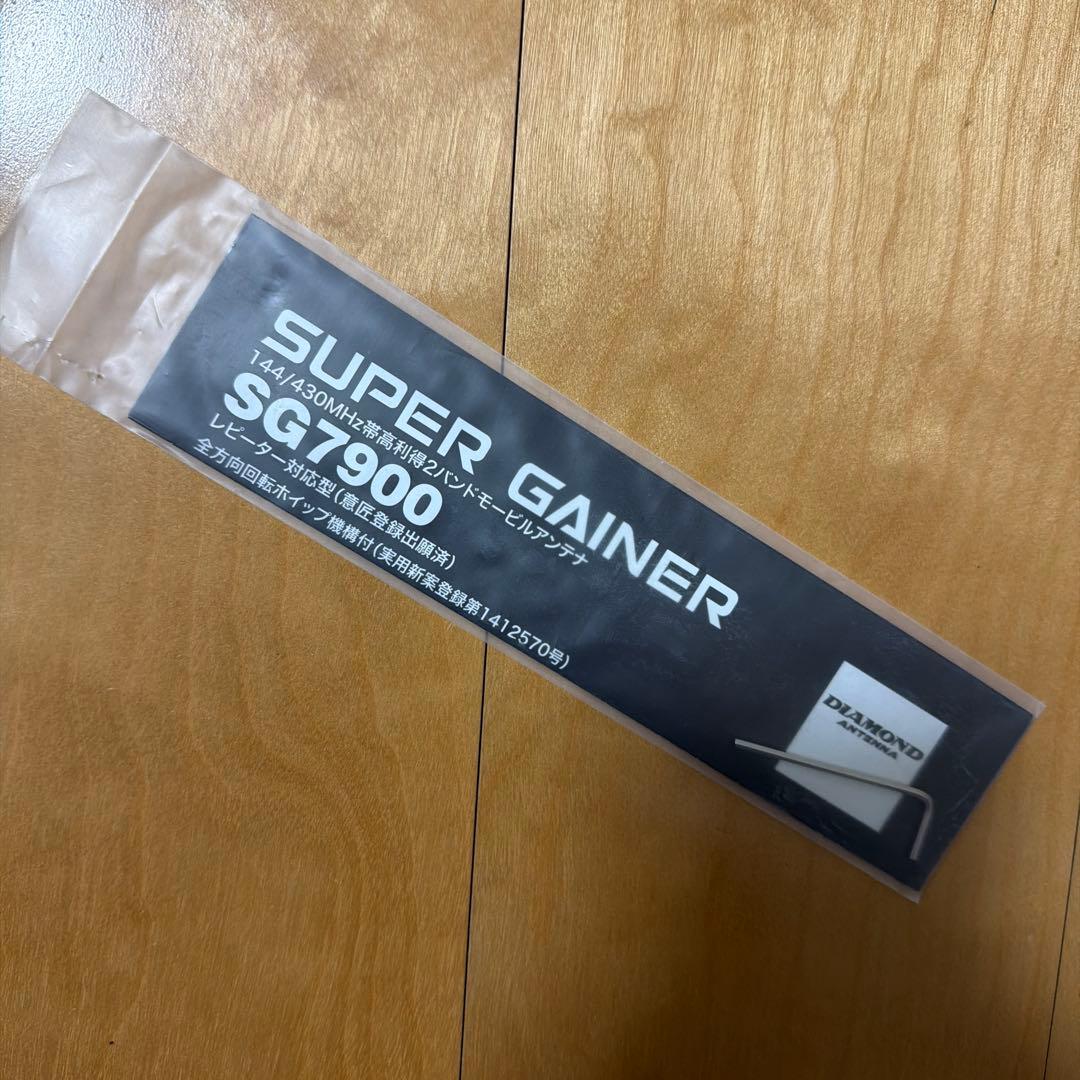 SUPER GAINER
144/430MHz帯高利得2バンドモービルアンテナ
SG7900
レピーター対応型(意匠登録出願済)
全方向回転ホイップ機構付(実用新案登録第1412570号)
DIAMOND
ANTENNA